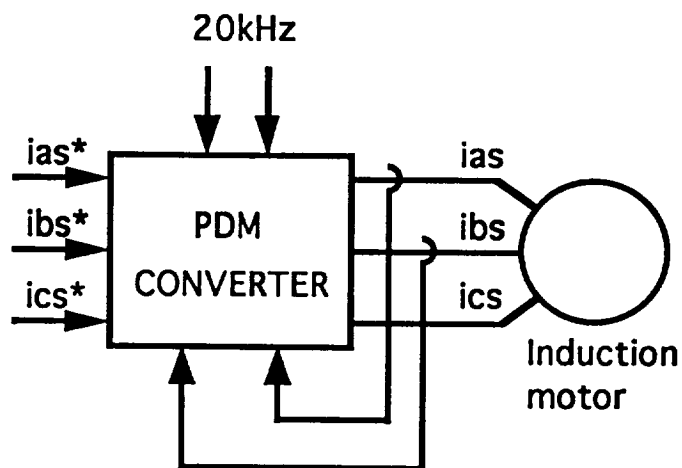 20kHz
ias*
ibs*
ics*
PDM
CONVERTER
ias
ibs
ics
Induction
motor